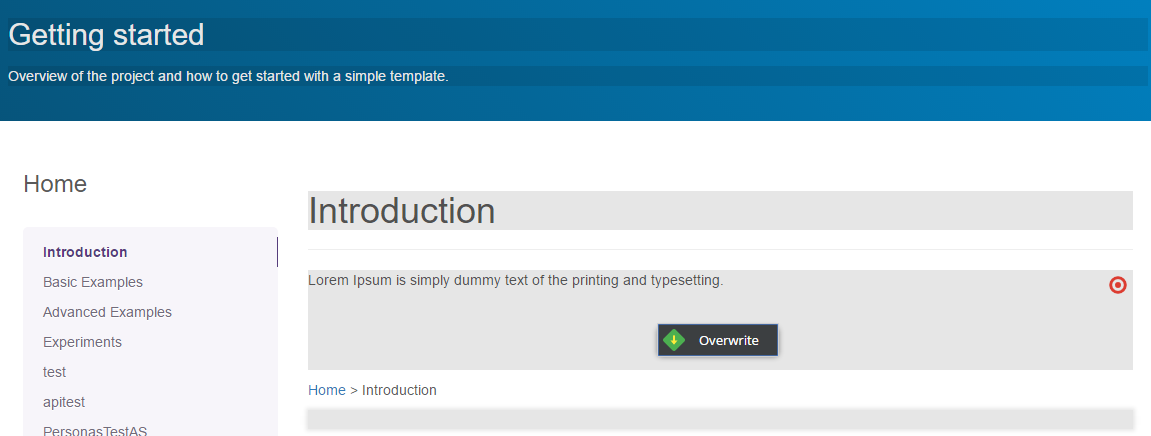 Getting started
Overview of the project and how to get started with a simple template.
Home
Introduction
Basic Examples
Advanced Examples
Experiments
test
apitest
PersonasTestAS
Introduction
Lorem Ipsum is simply dummy text of the printing and typesetting.
Overwrite
Home > Introduction